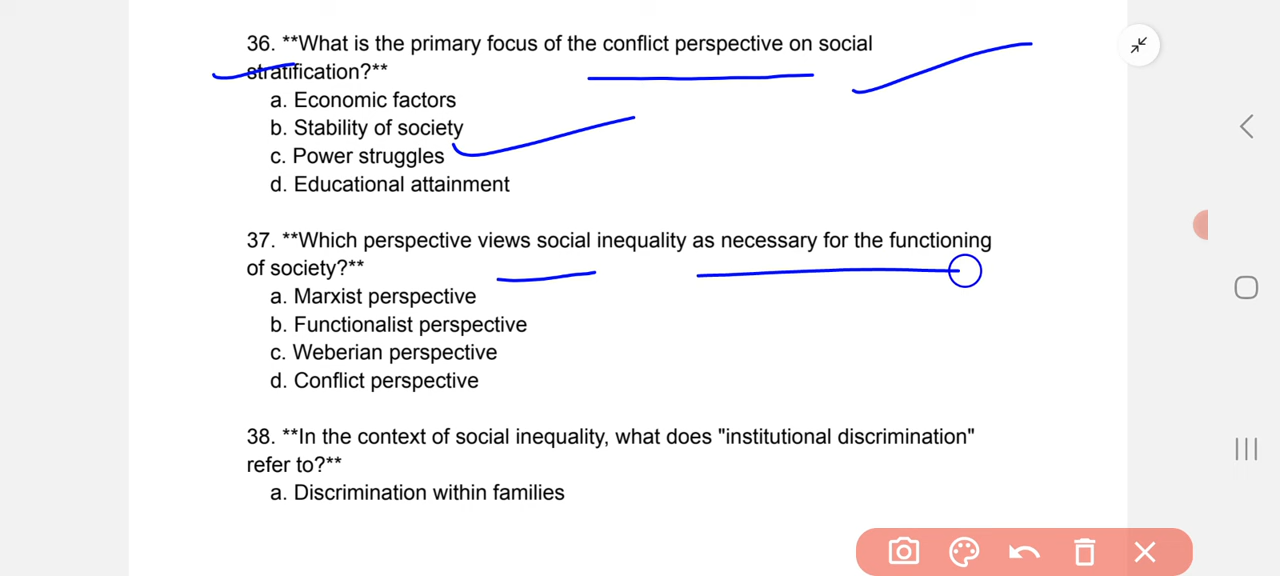 36. **What is the primary focus of the conflict perspective on social
stratification?**
a. Economic factors
b. Stability of society
c. Power struggles
d. Educational attainment
37. **Which perspective views social inequality as necessary for the functioning
of society?**
a. Marxist perspective
b. Functionalist perspective
c. Weberian perspective
d. Conflict perspective
38. **In the context of social inequality, what does "institutional discrimination"
refer to?**
a. Discrimination within families